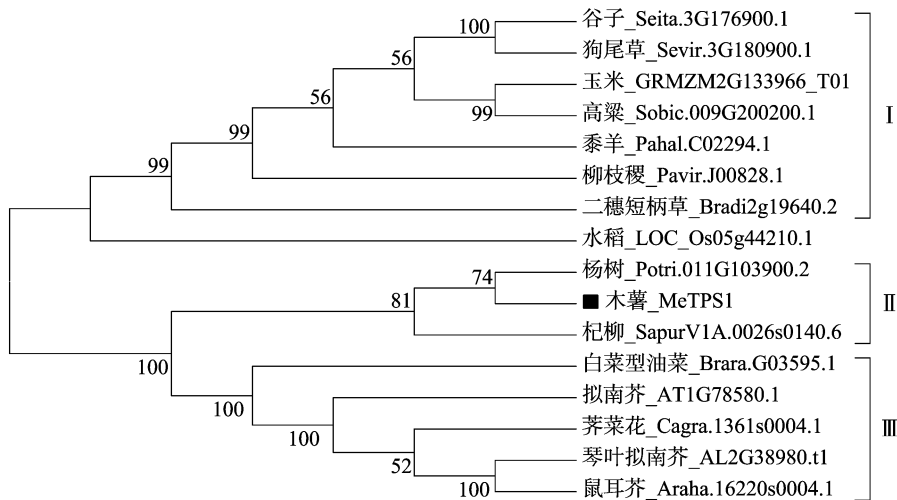 谷子_Seita.3G176900.1
100
狗尾草_Sevir.3G180900.1
56
玉米_GRMZM2G133966_T01
56
99
高粱_Sobic.009G200200.1
Ⅰ
99
黍羊_Pahal.C02294.1
99
柳枝稷_Pavir.J00828.1
二穗短柄草_Bradi2g19640.2
水稻_LOC_Os05g44210.1
杨树_Potri.011G103900.2
74
81
木薯_MeTPS1
Ⅱ
杞柳_SapurV1A.0026s0140.6
100
白菜型油菜_Brara.G03595.1
100
拟南芥_AT1G78580.1
100
荠菜花_Cagra.1361s0004.1
Ⅲ
52
琴叶拟南芥_AL2G38980.t1
100
鼠耳芥_Araha.16220s0004.1